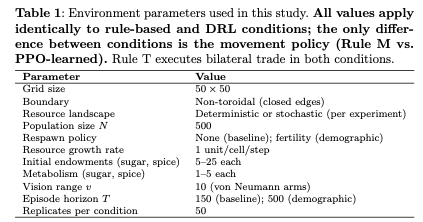 Table 1: Environment parameters used in this study. All values apply
identically to rule-based and DRL conditions; the only differ-
ence between conditions is the movement policy (Rule M vs.
PPO-learned). Rule T executes bilateral trade in both conditions.
Parameter Value
Grid size 50 × 50
Boundary Non-toroidal (closed edges)
Resource landscape Deterministic or stochastic (per experiment)
Population size N 500
Respawn policy None (baseline); fertility (demographic)
Resource growth rate 1 unit/cell/step
Initial endowments (sugar, spice) 5–25 each
Metabolism (sugar, spice) 1–5 each
Vision range v 10 (von Neumann arms)
Episode horizon T 150 (baseline); 500 (demographic)
Replicates per condition 50